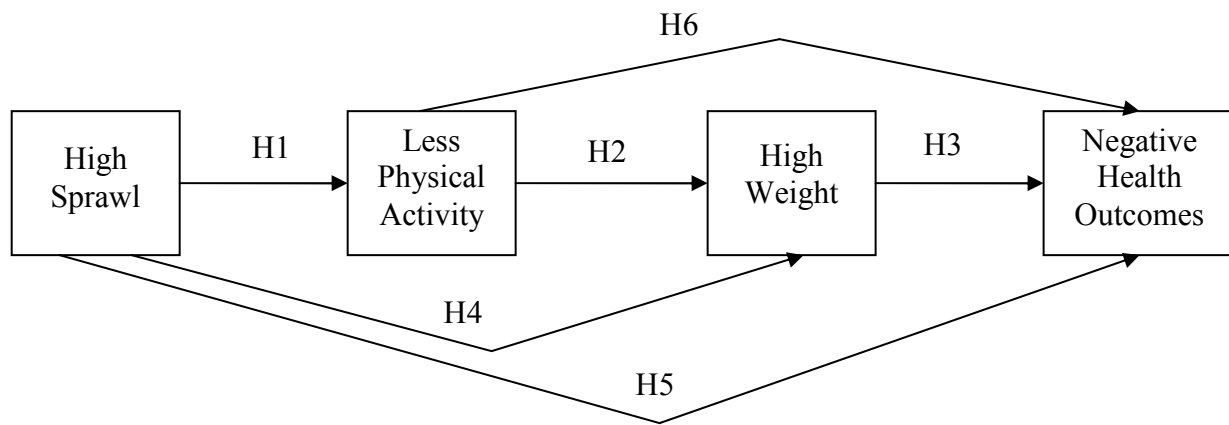 H6
High
Sprawl
H1
Less
Physical
Activity
H2
High
Weight
H3
Negative
Health
Outcomes
H4
H5